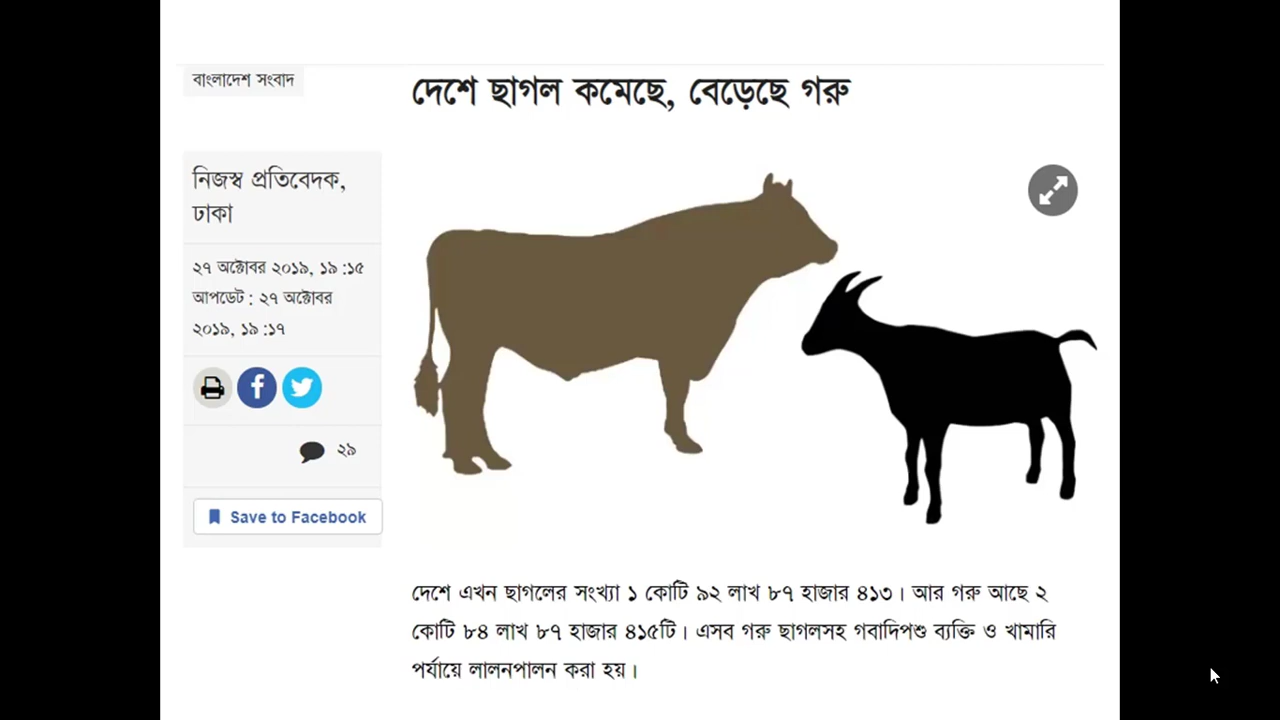 বাংলাদেশ সংবাদ
দেশে ছাগল কমেছে, বেড়েছে গরু
নিজস্ব প্রতিবেদক,
ঢাকা
২৭ অক্টোবর ২০১৯, ১৯ :১৫
আপডেট : ২৭ অক্টোবর
২০১৯, ১৯ :১৭
২৯
Save to Facebook
দেশে এখন ছাগলের সংখ্যা ১ কোটি ৯২ লাখ ৮৭ হাজার ৪১৩। আর গরু আছে ২
কোটি ৮৪ লাখ ৮৭ হাজার ৪১৫টি। এসব গরু ছাগলসহ গবাদিপশু ব্যক্তি ও খামারি
পর্যায়ে লালনপালন করা হয়।